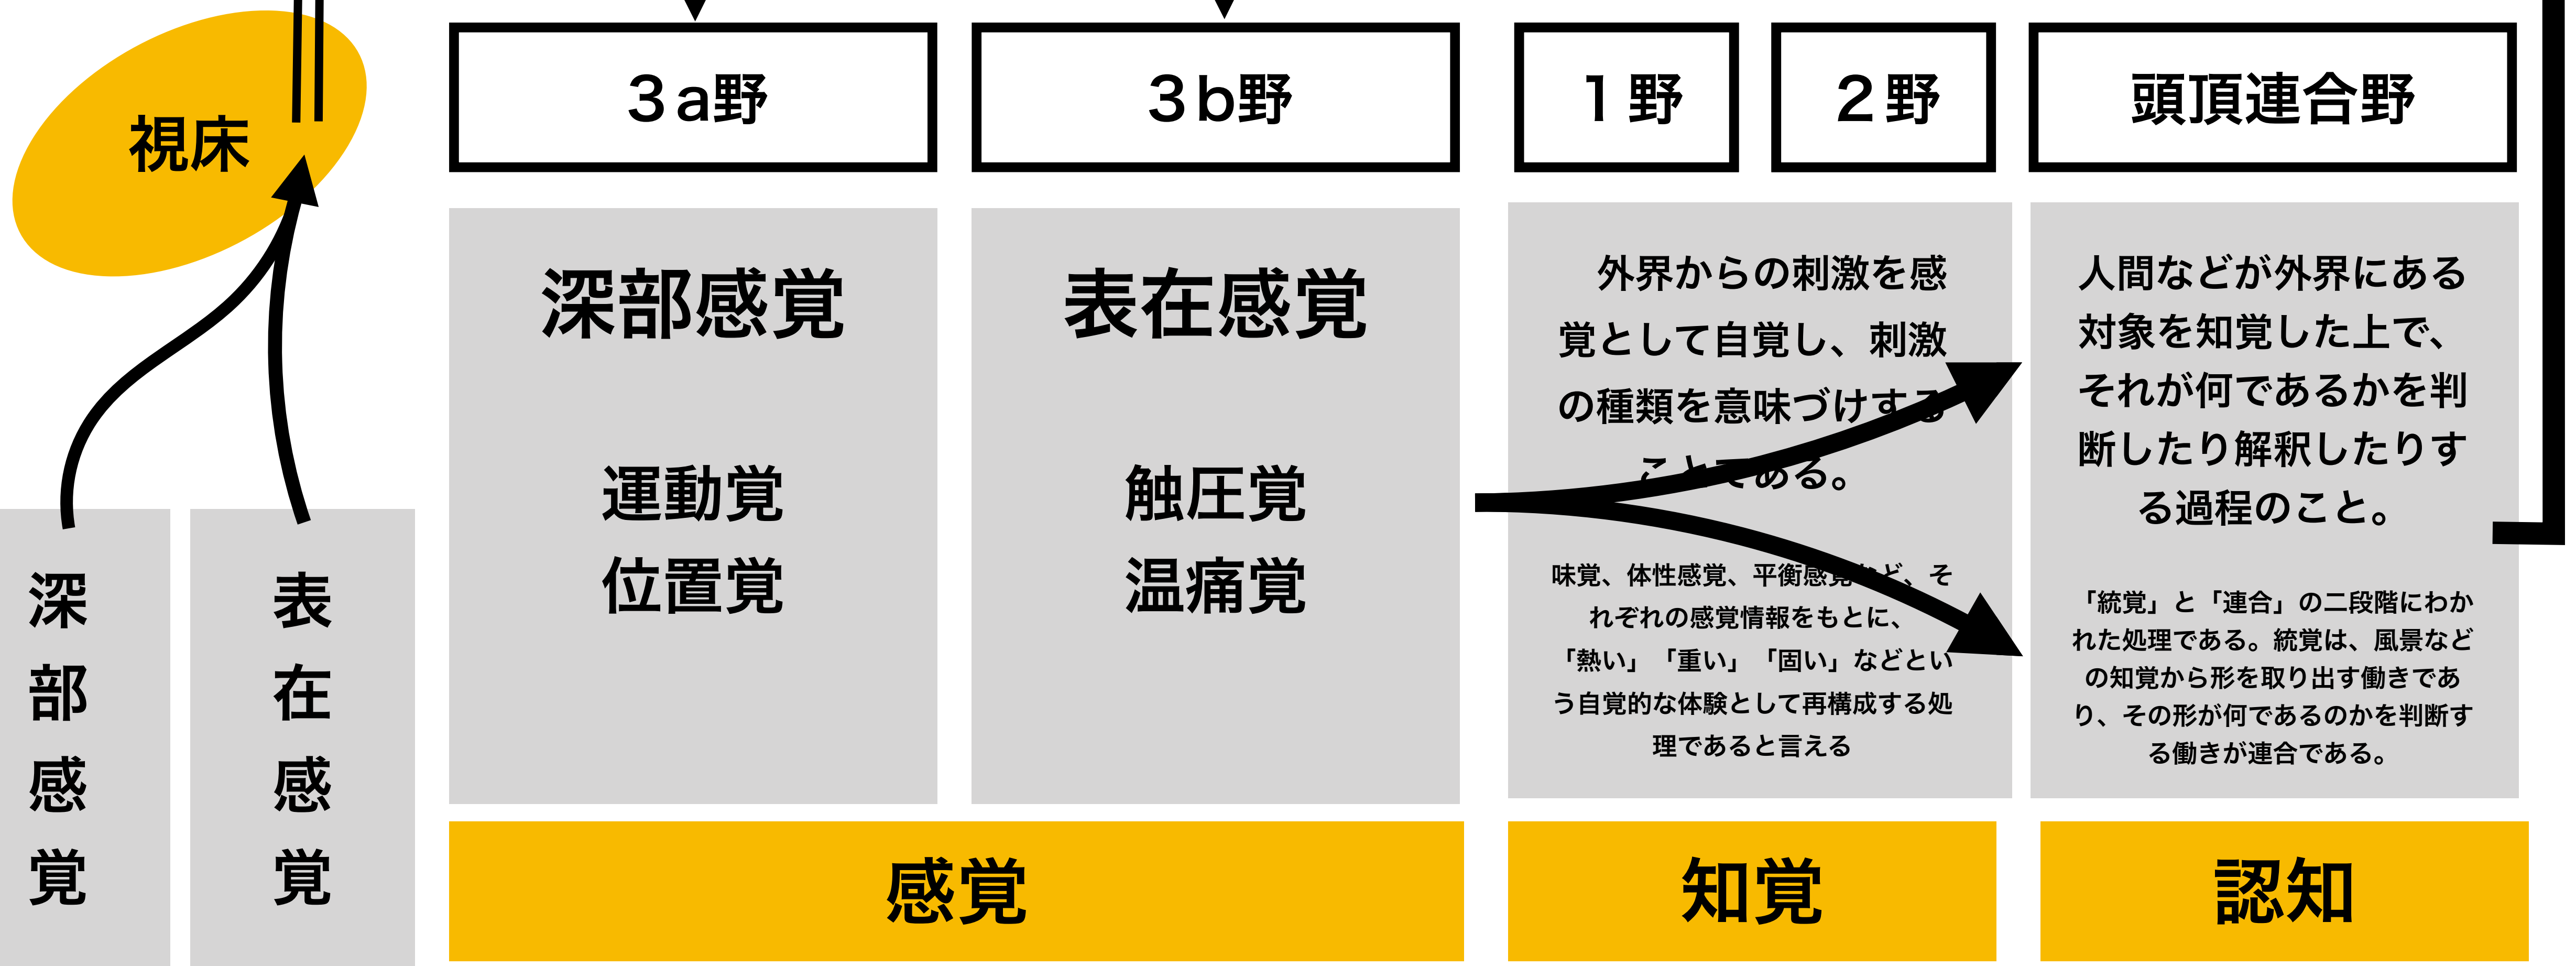 視床
深部感覚
表在感覚
３a野
３b野
１野
２野
頭頂連合野
深部感覚
運動覚
位置覚
表在感覚
触圧覚
温痛覚
外界からの刺激を感
覚として自覚し、刺激
の種類を意味づけする
ことである。
味覚、体性感覚、平衡感覚など、そ
れぞれの感覚情報をもとに、
「熱い」「重い」「固い」などとい
う自覚的な体験として再構成する処
理であると言える
人間などが外界にある
対象を知覚した上で、
それが何であるかを判
断したり解釈したりす
る過程のこと。
「統覚」と「連合」の二段階にわか
れた処理である。統覚は、風景など
の知覚から形を取り出す働きであ
り、その形が何であるのかを判断す
る働きが連合である。
感覚
知覚
認知